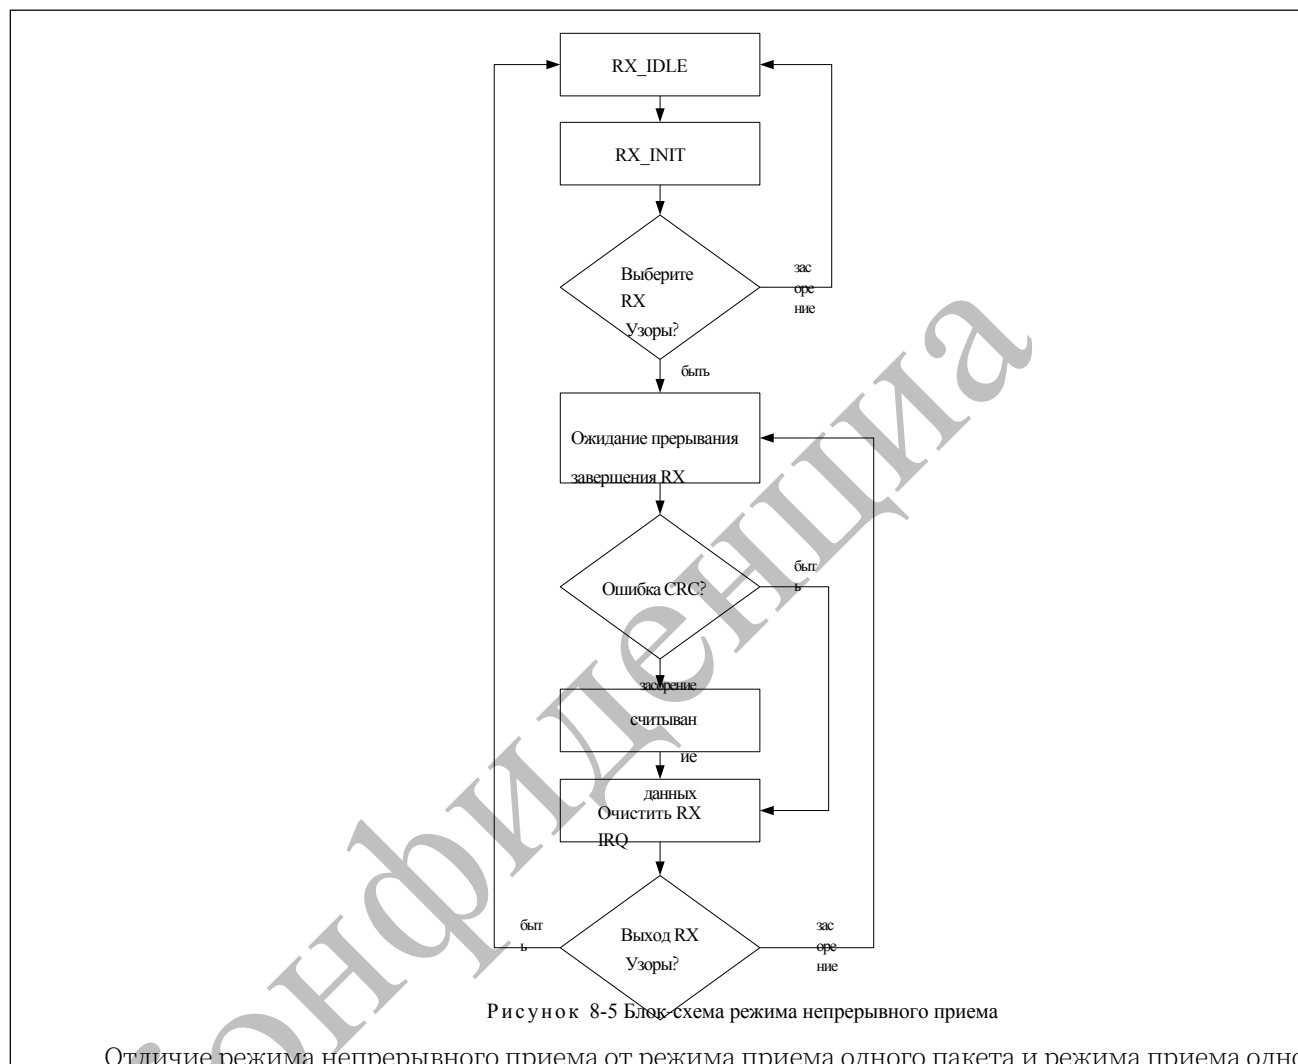 RX_IDLE
RX_INIT
Выберите
RX
Узоры?
зас
оре
ние
быть
Ожидание прерывания
завершения RX
Ошибка CRC?
быт
ь
засорение
считыван
ие
данных
Очистить RX
IRQ
быт
ь
Выход RX
Узоры?
зас
оре
ние
Рисунок 8-5 Блок-схема режима непрерывного приема
Отличие режима непрерывного приема от режима приема одного пакета и режима приема одно
онфиденциа